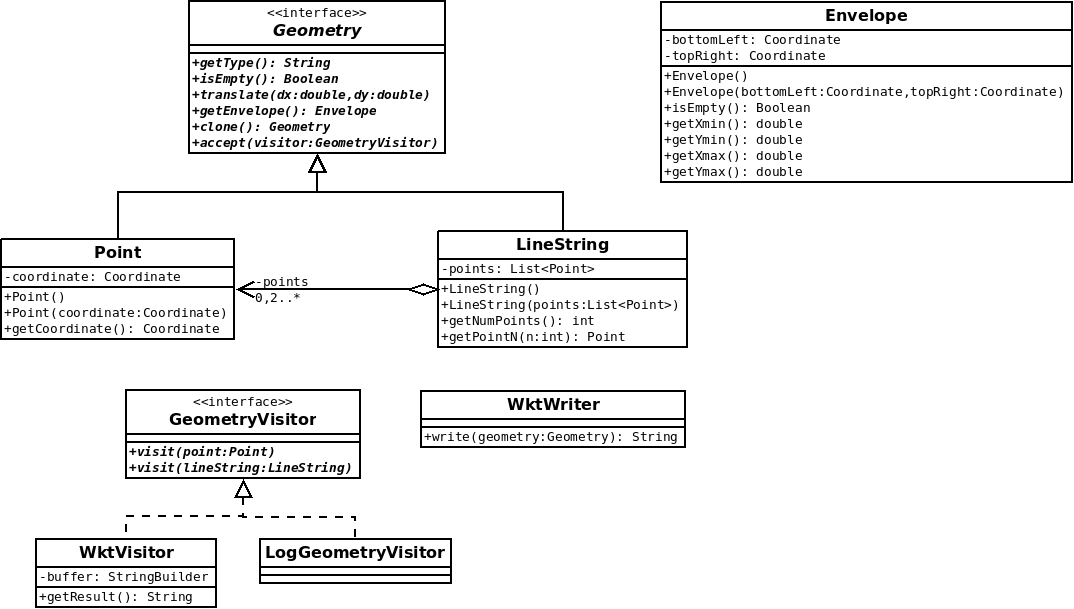 <<interface>>
Geometry
+getType(): String
+isEmpty(): Boolean
+translate(dx:double,dy:double)
+getEnvelope(): Envelope
+clone(): Geometry
+accept(visitor:GeometryVisitor)
Envelope
-bottomLeft: Coordinate
-topRight: Coordinate
+Envelope()
+Envelope(bottomLeft:Coordinate,topRight:Coordinate)
+isEmpty(): Boolean
+getXmin(): double
+getYmin(): double
+getXmax(): double
+getYmax(): double
Point
-coordinate: Coordinate
+Point()
+Point(coordinate:Coordinate)
+getCoordinate(): Coordinate
-points
0,2..*
LineString
-points: List<Point>
+LineString()
+LineString(points:List<Point>)
+getNumPoints(): int
+getPointN(n:int): Point
<<interface>>
GeometryVisitor
+visit(point:Point)
+visit(lineString:LineString)
WktWriter
+write(geometry:Geometry): String
WktVisitor
-buffer: StringBuilder
+getResult(): String
LogGeometryVisitor